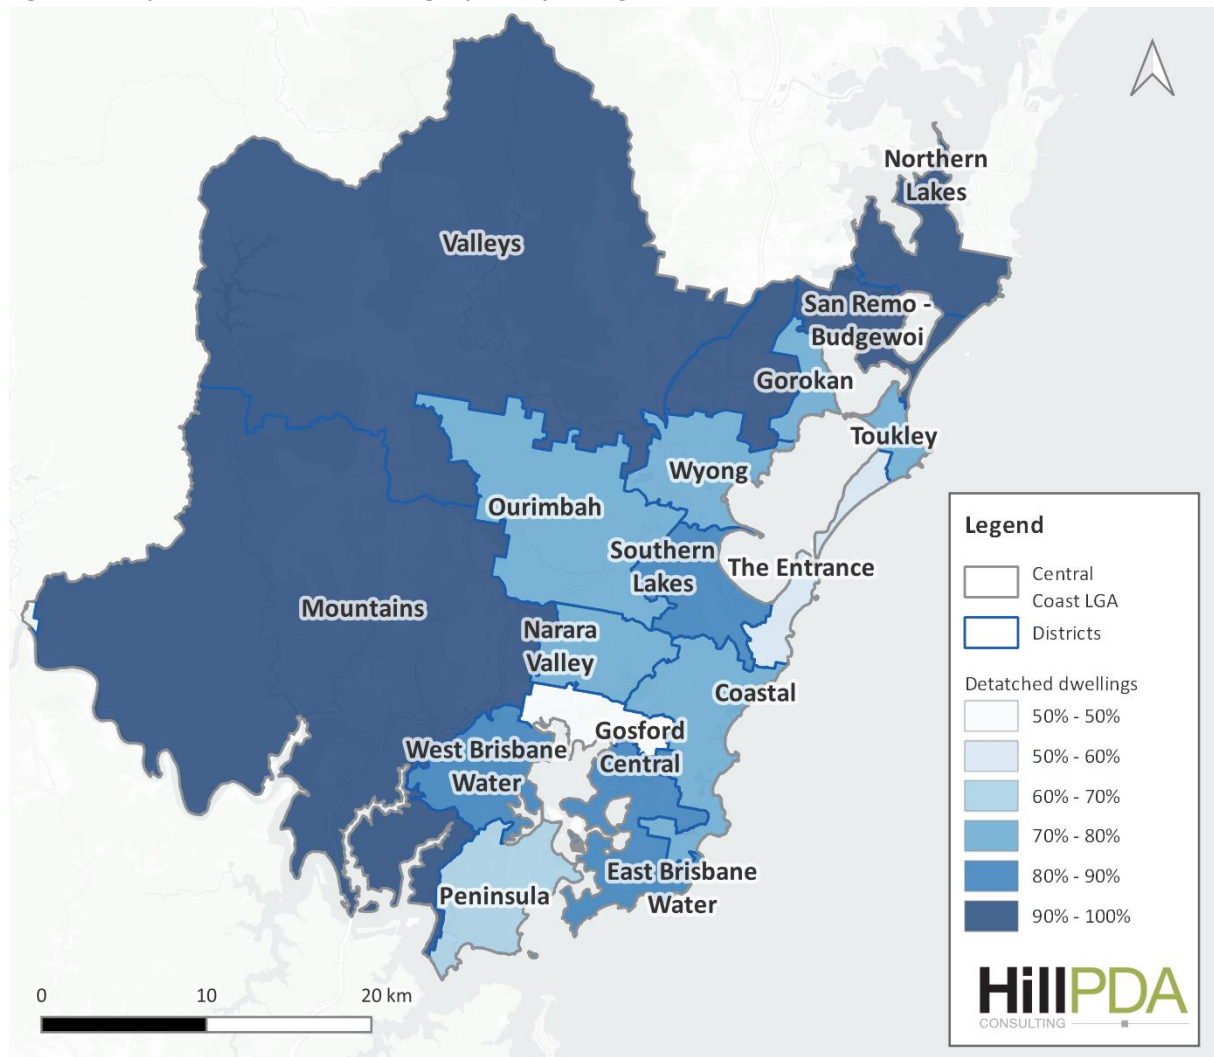 Northern
Lakes
Valleys
San Remo -
Budgewoi
Gorokan
Toukley
Wyong
Ourimbah
Southern
Lakes
The Entrance
Mountains
Narara
Valley
Coastal
Gosford
Central
West Brisbane
Water
East Brisbane
Water
Peninsula
0 10 20 km
Legend
Central
Coast LGA
Districts
Detatched dwellings
50% - 50%
50% - 60%
60% - 70%
70% - 80%
80% - 90%
90% - 100%
HillPDA
CONSULTING